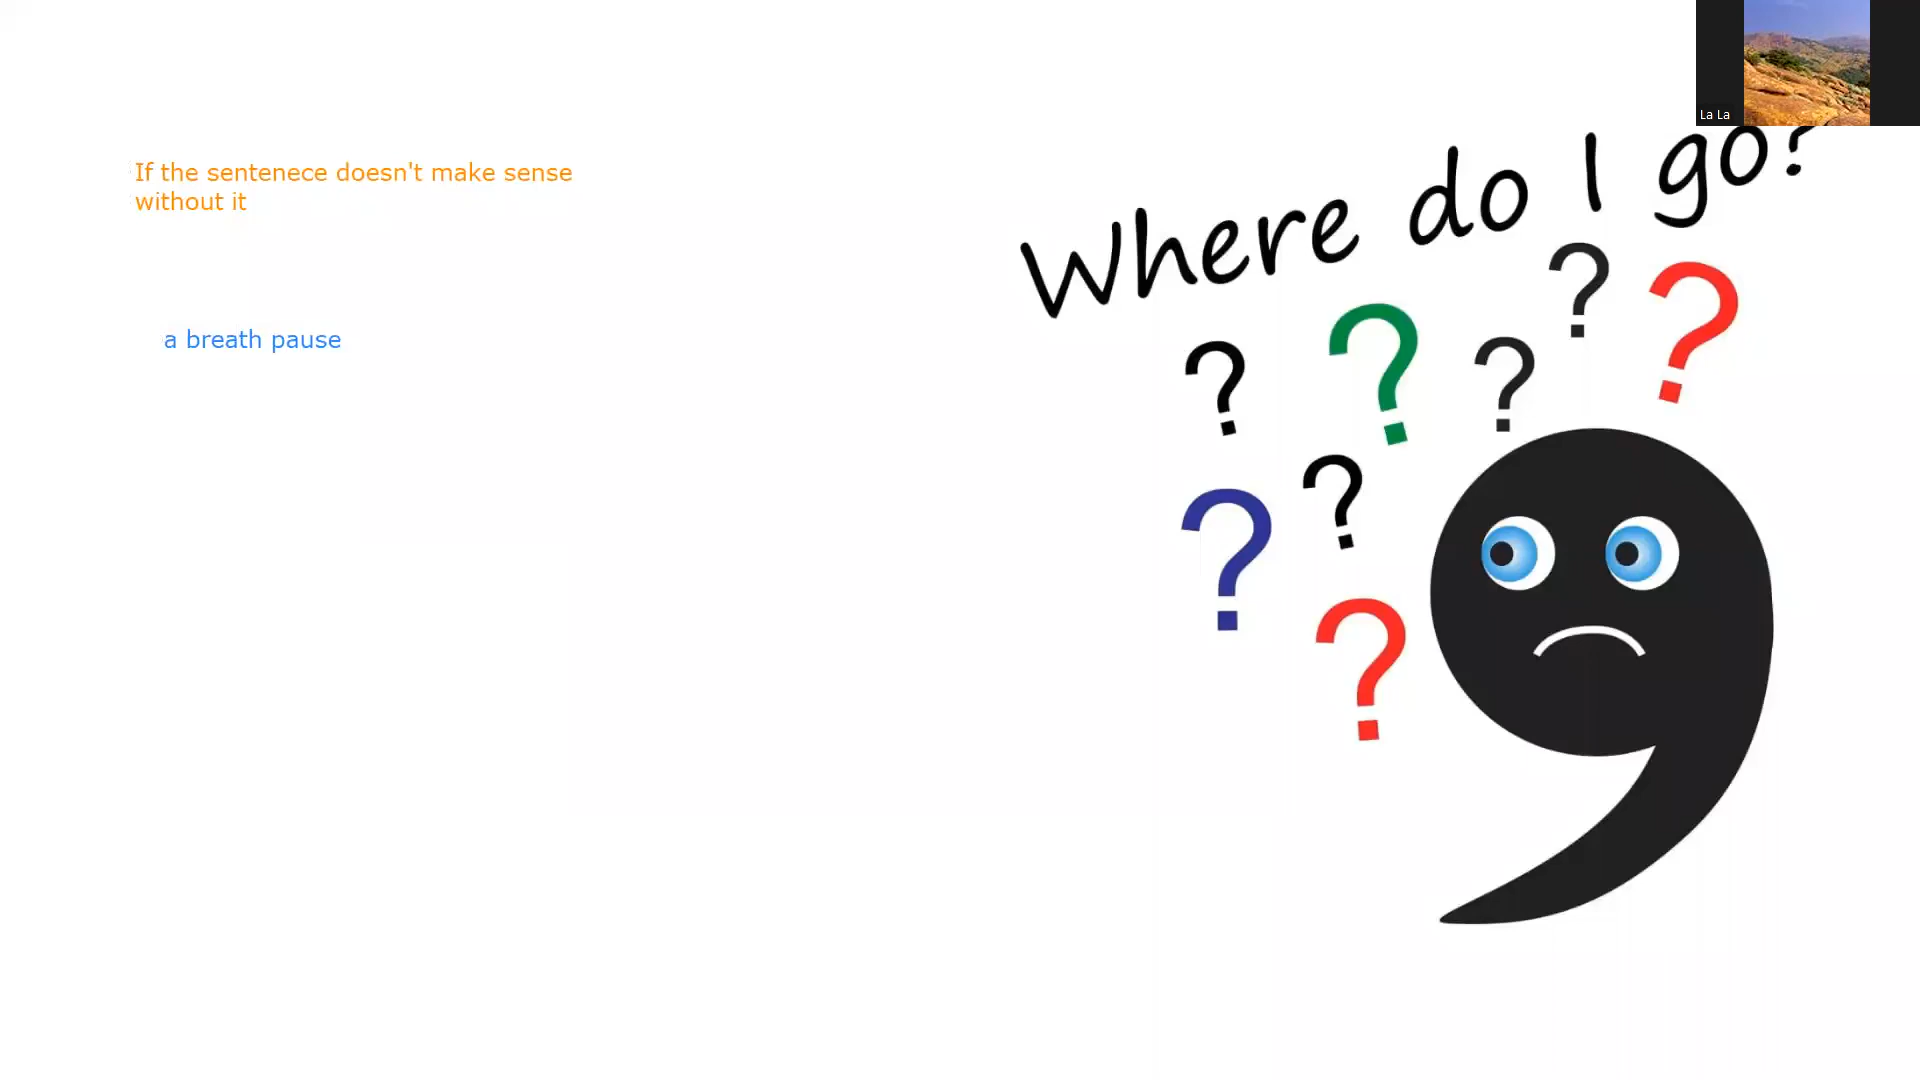 La La
Where do I go?
If the sentenece doesn't make sense
without it
a breath pause
? ? ? ? ?
? ?
?